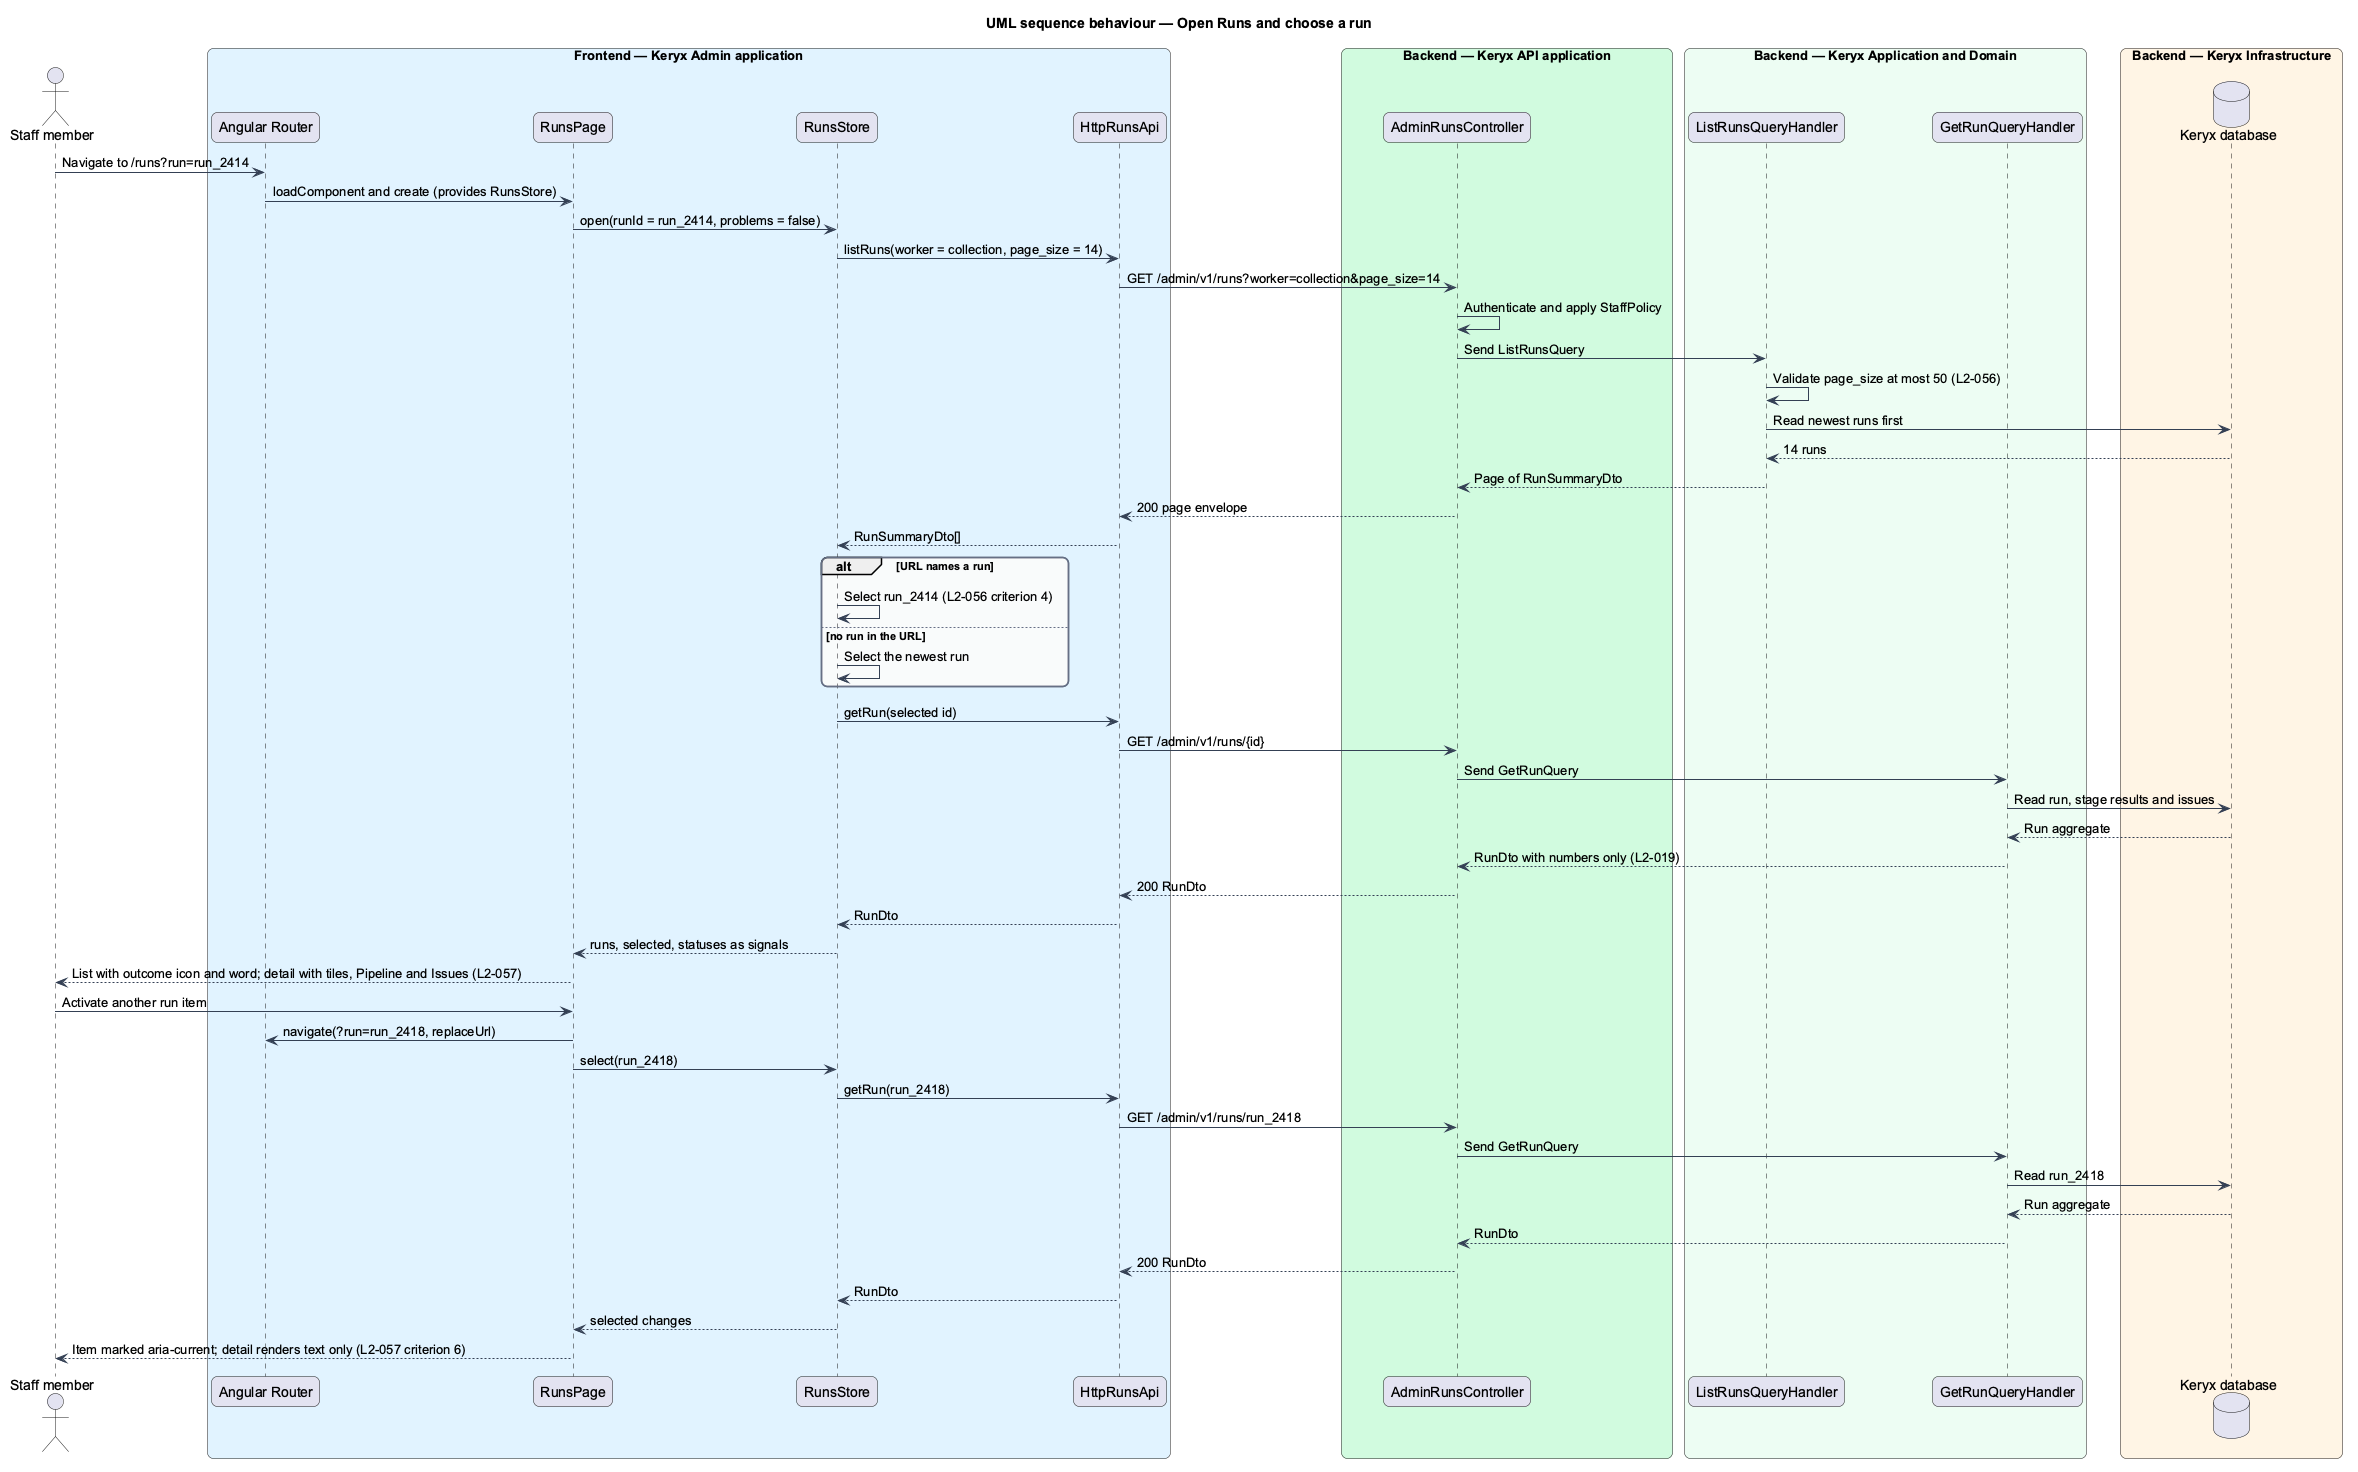 UML sequence behaviour — Open Runs and choose a run
Frontend — Keryx Admin application
Backend — Keryx API application
Backend — Keryx Application and Domain
Backend — Keryx Infrastructure
Staff member
Angular Router
RunsPage
RunsStore
HttpRunsApi
AdminRunsController
ListRunsQueryHandler
GetRunQueryHandler
Keryx database
Navigate to /runs?run=run_2414
loadComponent and create (provides RunsStore)
open(runId = run_2414, problems = false)
listRuns(worker = collection, page_size = 14)
GET /admin/v1/runs?worker=collection&page_size=14
Authenticate and apply StaffPolicy
Send ListRunsQuery
Validate page_size at most 50 (L2-056)
Read newest runs first
14 runs
Page of RunSummaryDto
200 page envelope
RunSummaryDto[]
alt
[URL names a run]
Select run_2414 (L2-056 criterion 4)
[no run in the URL]
Select the newest run
getRun(selected id)
GET /admin/v1/runs/{id}
Send GetRunQuery
Read run, stage results and issues
Run aggregate
RunDto with numbers only (L2-019)
200 RunDto
RunDto
runs, selected, statuses as signals
List with outcome icon and word; detail with tiles, Pipeline and Issues (L2-057)
Activate another run item
navigate(?run=run_2418, replaceUrl)
select(run_2418)
getRun(run_2418)
GET /admin/v1/runs/run_2418
Send GetRunQuery
Read run_2418
Run aggregate
RunDto
200 RunDto
RunDto
selected changes
Item marked aria-current; detail renders text only (L2-057 criterion 6)
Staff member
Angular Router
RunsPage
RunsStore
HttpRunsApi
AdminRunsController
ListRunsQueryHandler
GetRunQueryHandler
Keryx database